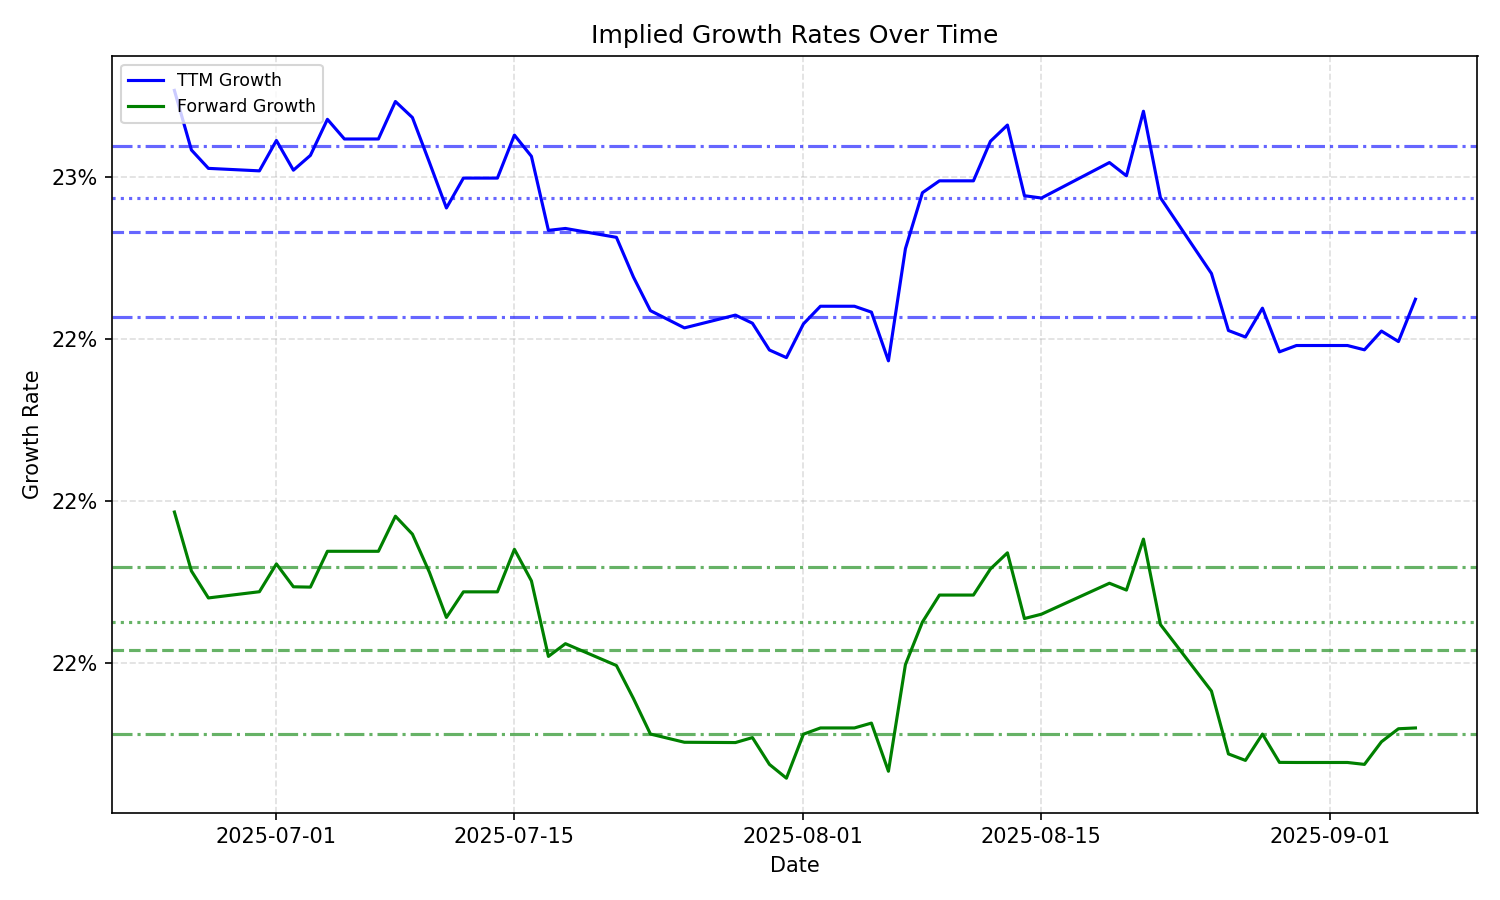 Implied Growth Rates Over Time
TTM Growth
Forward Growth
23%
22%
22%
22%
Growth Rate
2025-07-01
2025-07-15
2025-08-01
2025-08-15
2025-09-01
Date